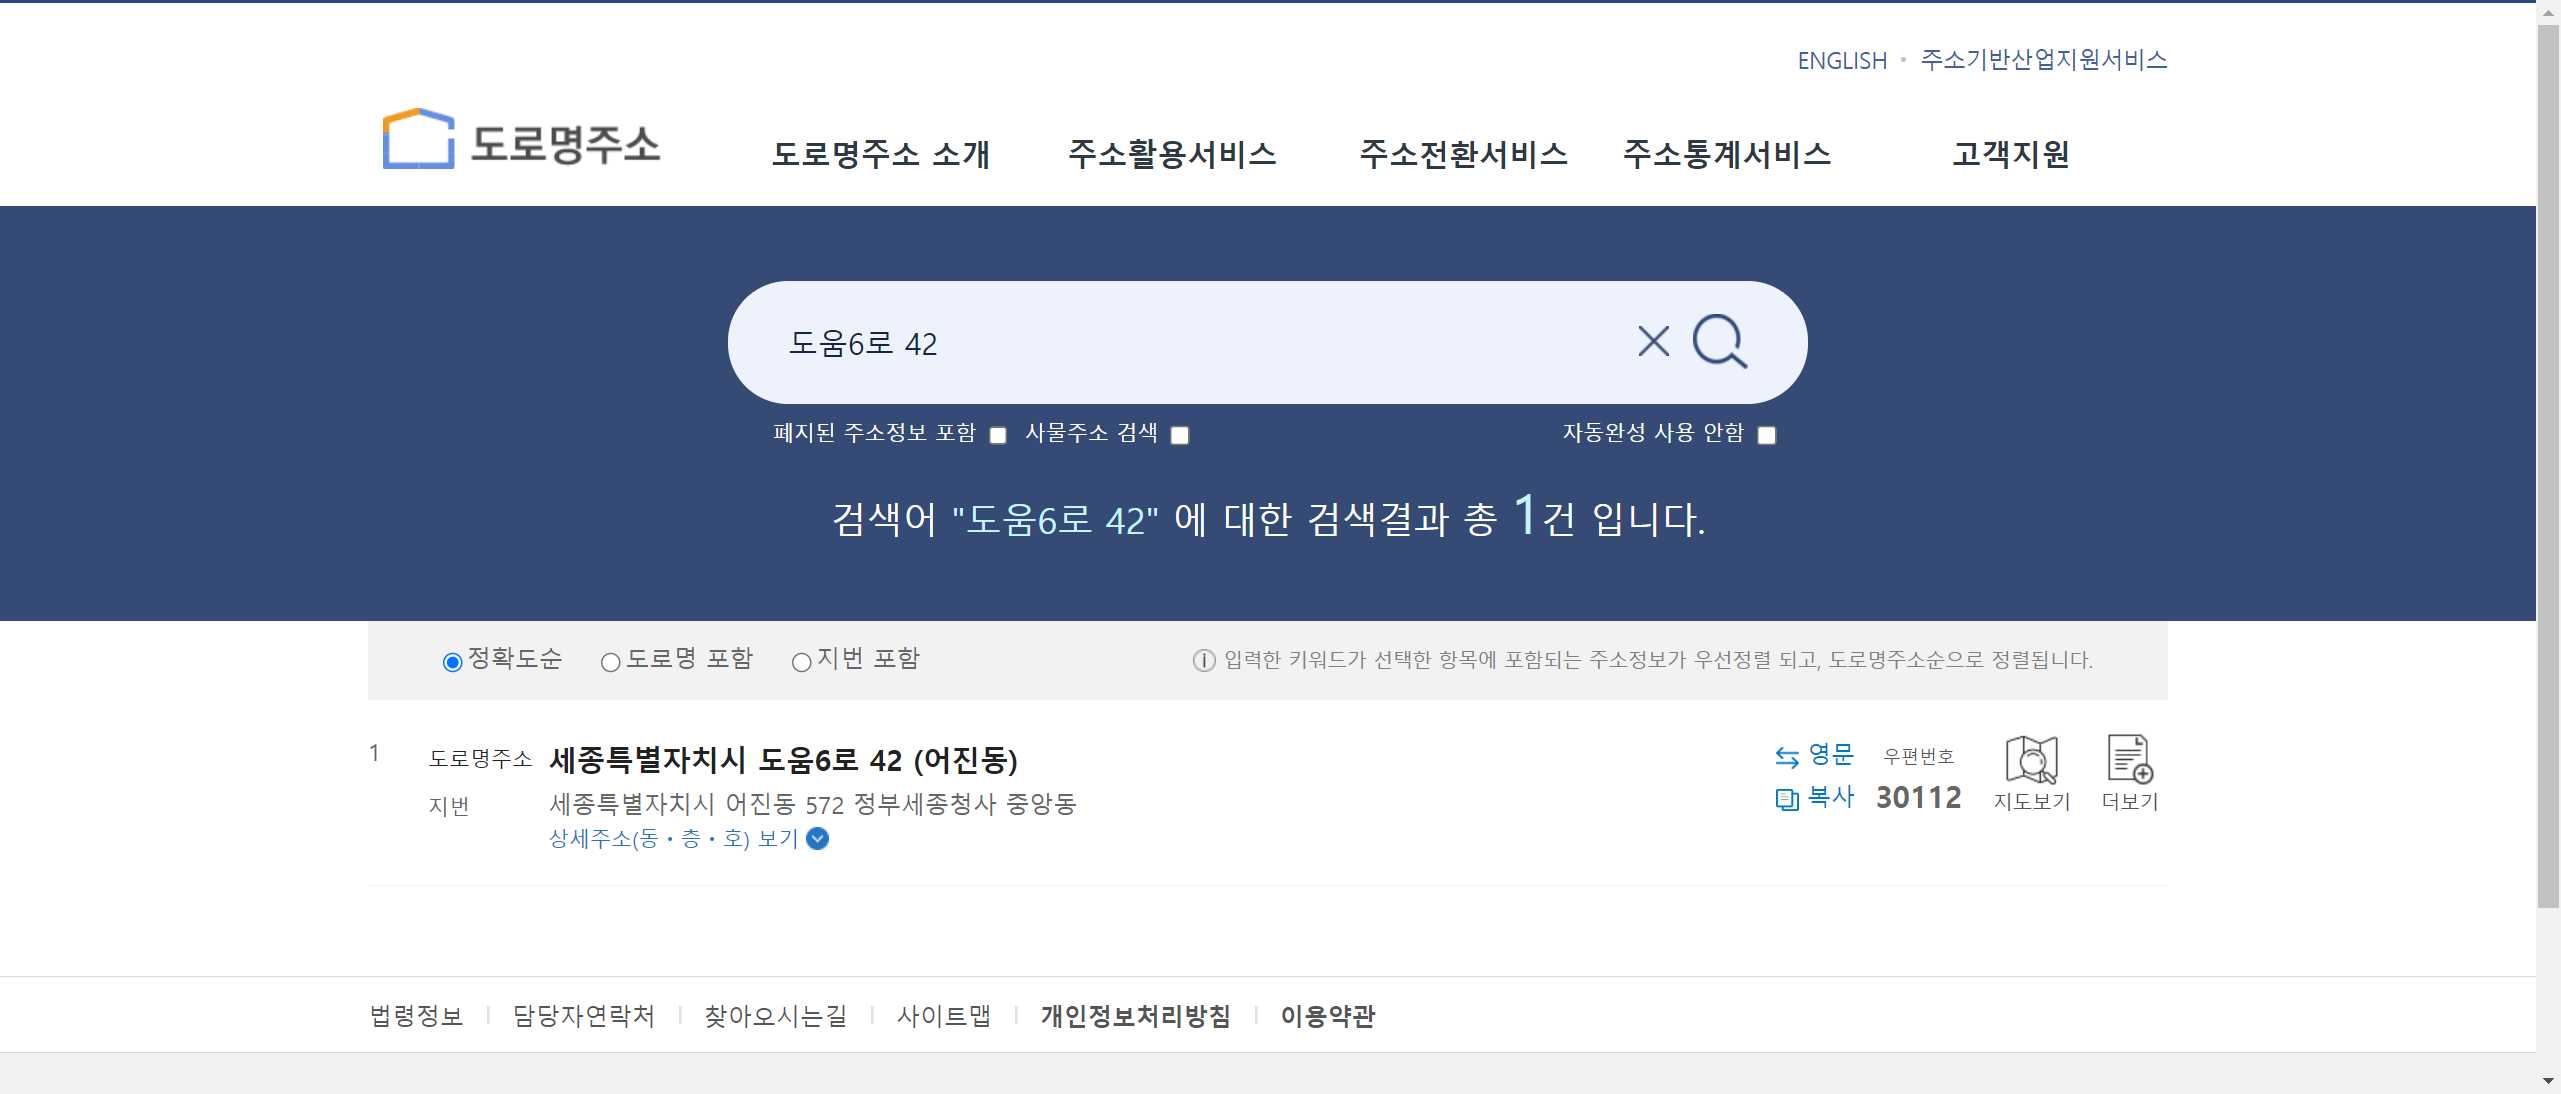 ENGLISH • 주소기반산업지원서비스
도로명주소 도로명주소 소개 주소활용서비스 주소전환서비스 주소통계서비스 고객지원
도움6로 42
폐지된 주소정보 포함 사물주소 검색 자동완성 사용 안함
검색어 "도움6로 42" 에 대한 검색결과 총 1건 입니다.
정확도순 도로명 포함 지번 포함 입력한 키워드가 선택한 항목에 포함되는 주소정보가 우선정렬 되고, 도로명주소순으로 정렬됩니다.
1 도로명주소 세종특별자치시 도움6로 42 (어진동) 영문 우편번호
지번 세종특별자치시 어진동 572 정부세종청사 중앙동 복사 30112 지도보기 더보기
상세주소(동・층・호) 보기
법령정보 담당자연락처 찾아오시는길 사이트맵 개인정보처리방침 이용약관